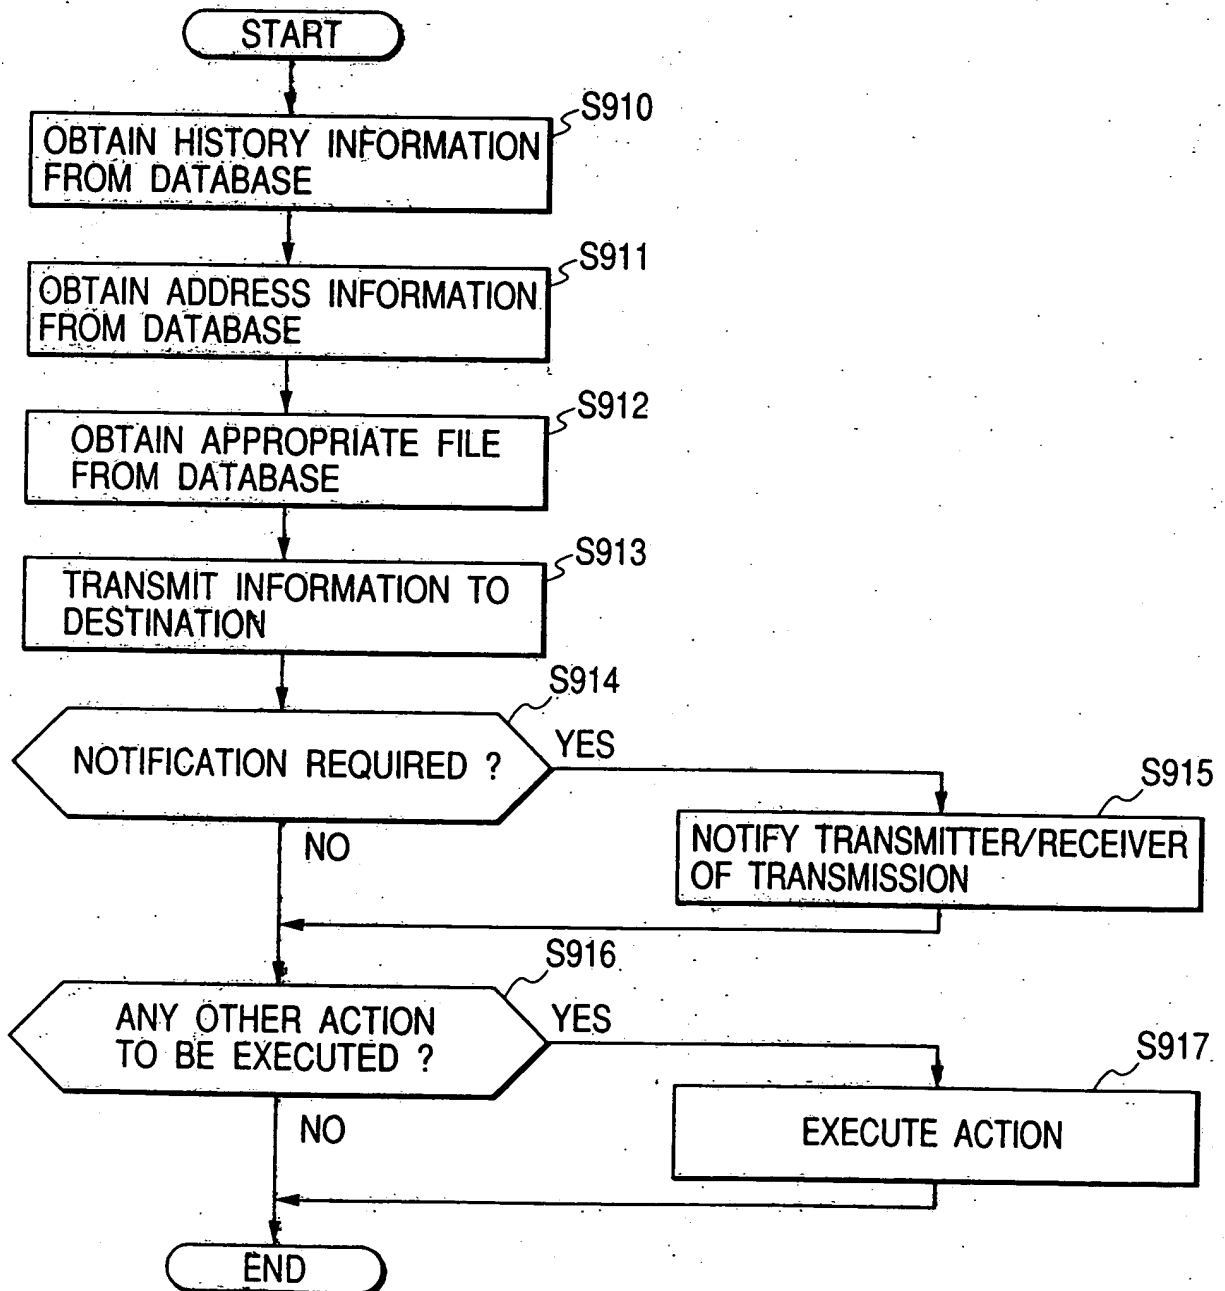 START
S910
OBTAIN HISTORY INFORMATION
FROM DATABASE
S911
OBTAIN ADDRESS INFORMATION
FROM DATABASE
S912
OBTAIN APPROPRIATE FILE
FROM DATABASE
S913
TRANSMIT INFORMATION TO
DESTINATION
S914
NOTIFICATION REQUIRED ?
YES
NO
S915
NOTIFY TRANSMITTER/RECEIVER
OF TRANSMISSION
S916
ANY OTHER ACTION
TO BE EXECUTED ?
YES
NO
S917
EXECUTE ACTION
END